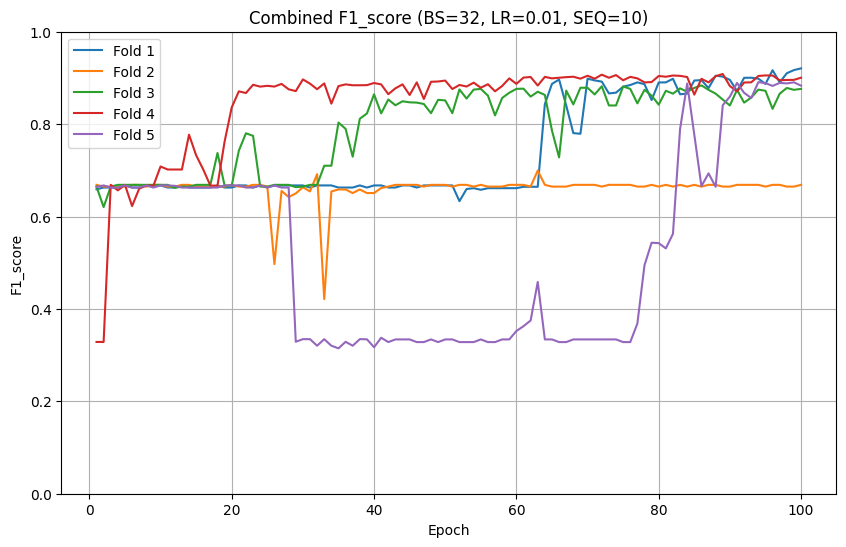 Combined F1_score (BS=32, LR=0.01, SEQ=10)
Fold 1
Fold 2
Fold 3
Fold 4
Fold 5
F1_score
1.0
0.8
0.6
0.4
0.2
0.0
0 20 40 60 80 100
Epoch